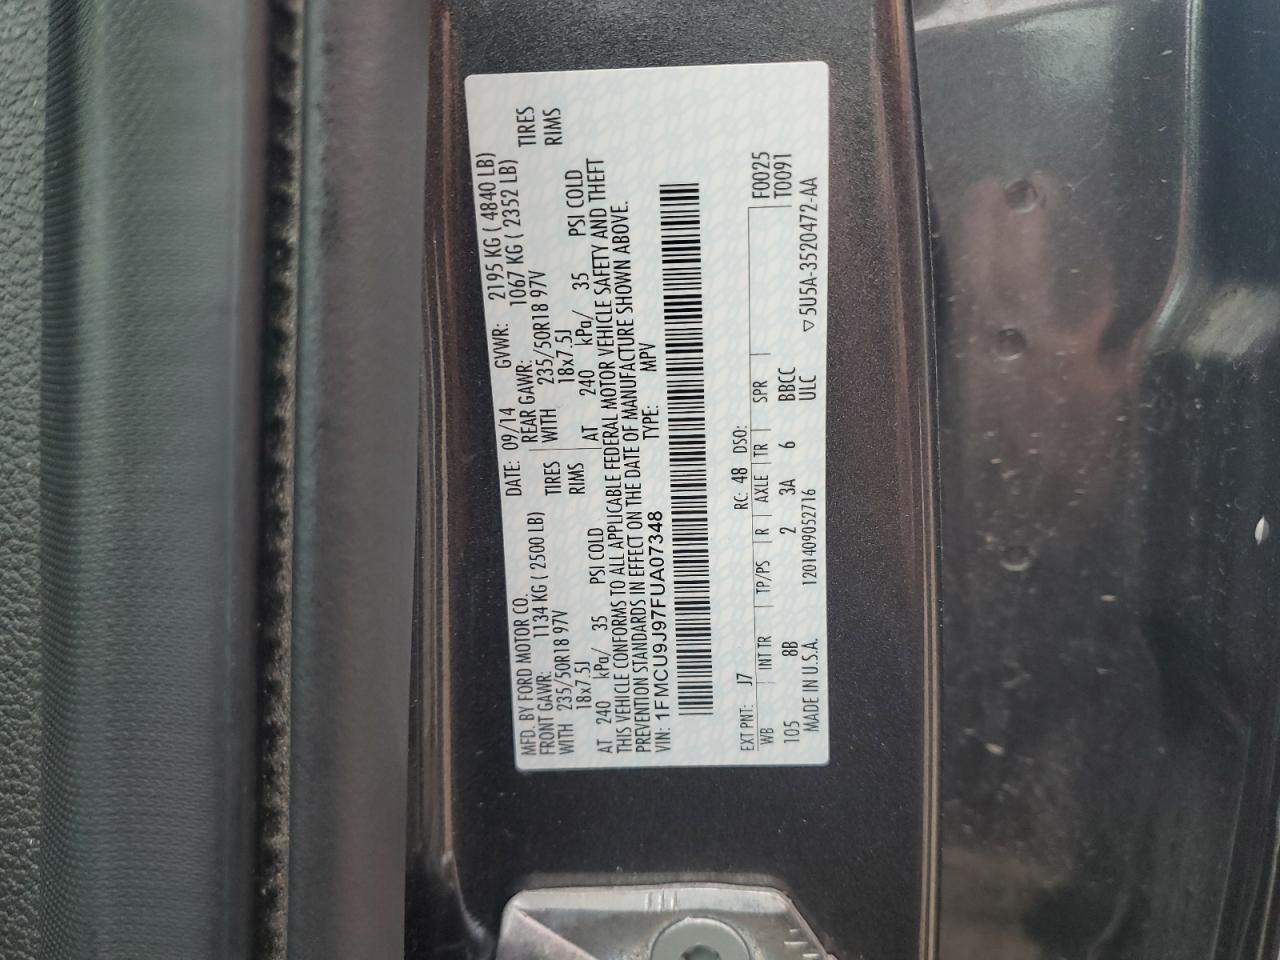 MFD. BY FORD MOTOR CO.
DATE: 09/14 GVWR: 2195 KG ( 4840 LB)
FRONT GAWR: 1134 KG ( 2500 LB) REAR GAWR: 1067 KG ( 2352 LB)
WITH 235/50R18 97V TIRES WITH 235/50R18 97V TIRES
18x7.5J RIMS 18x7.5J RIMS
AT 240 kPa/ 35 PSI COLD AT 240 kPa/ 35 PSI COLD
THIS VEHICLE CONFORMS TO ALL APPLICABLE FEDERAL MOTOR VEHICLE SAFETY AND THEFT
PREVENTION STANDARDS IN EFFECT ON THE DATE OF MANUFACTURE SHOWN ABOVE.
VIN: 1FMCU9J97FUA07348 TYPE: MPV
EXT PNT: J7 RC: 48 DSO: F0025
WB INT TR TP/PS R AXLE TR SPR T0091
105 8B 2 3A 6 BBCC
MADE IN U.S.A. 1201409052716 ULC ▽5U5A-3520472-AA